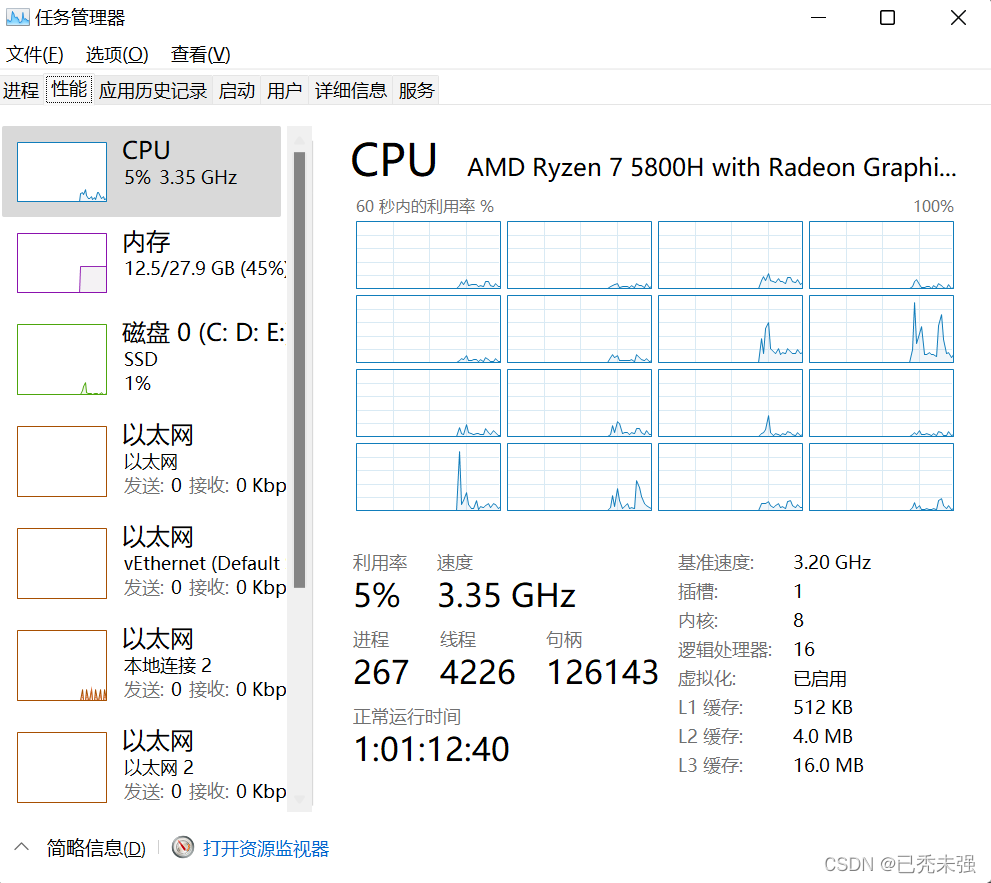 任务管理器
文件(F) 选项(O) 查看(V)
进程 性能 应用历史记录 启动 用户 详细信息 服务
CPU
5% 3.35 GHz
内存
12.5/27.9 GB (45%)
磁盘 0 (C: D: E:
SSD
1%
以太网
以太网
发送: 0 接收: 0 Kbp
以太网
vEthernet (Default
发送: 0 接收: 0 Kbp
以太网
本地连接 2
发送: 0 接收: 0 Kbp
以太网
以太网 2
发送: 0 接收: 0 Kbp
CPU AMD Ryzen 7 5800H with Radeon Graphi...
60 秒内的利用率 % 100%
利用率 速度
5% 3.35 GHz
进程 线程 句柄
267 4226 126143
正常运行时间
1:01:12:40
基准速度: 3.20 GHz
插槽: 1
内核: 8
逻辑处理器: 16
虚拟化: 已启用
L1 缓存: 512 KB
L2 缓存: 4.0 MB
L3 缓存: 16.0 MB
简略信息(D) 打开资源监视器
CSDN @已秃未强